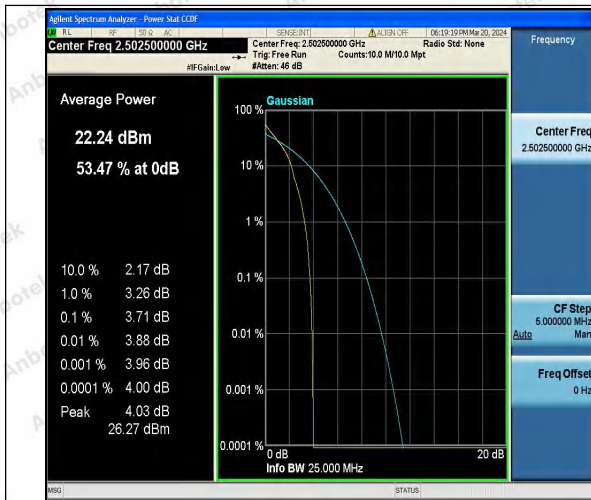 Agilent Spectrum Analyzer - Power Stat CCDF
RL RF 50 Ω AC SENSE:INT ALIGN OFF 06:19:19 PM Mar 20, 2024
Center Freq 2.502500000 GHz
Center Freq: 2.502500000 GHz Radio Std: None
Trig: Free Run Counts:10.0 M/10.0 Mpt
#IFGain:Low #Atten: 46 dB
Frequency
Average Power
22.24 dBm
53.47 % at 0dB
10.0 % 2.17 dB
1.0 % 3.26 dB
0.1 % 3.71 dB
0.01 % 3.88 dB
0.001 % 3.96 dB
0.0001 % 4.00 dB
Peak 4.03 dB
26.27 dBm
Gaussian
100 %
10 %
1 %
0.1 %
0.01 %
0.001 %
0.0001 %
0 dB 20 dB
Info BW 25.000 MHz
Center Freq
2.502500000 GHz
CF Step
5.000000 MHz
Auto Man
Freq Offset
0 Hz
MSG STATUS